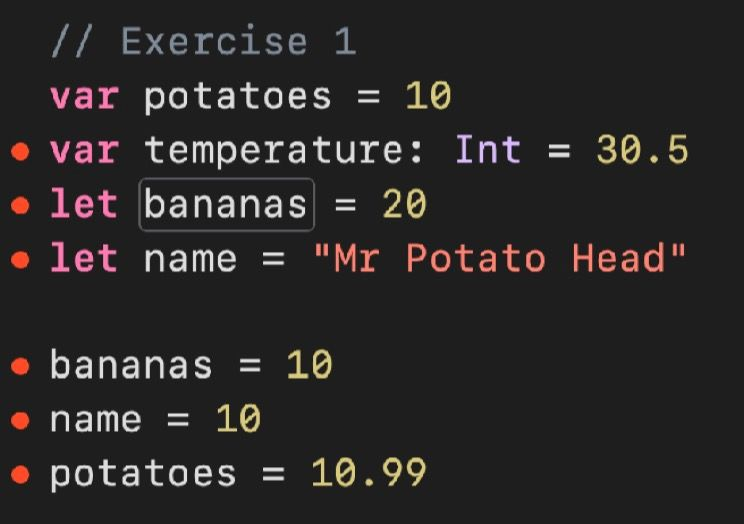 // Exercise 1
var potatoes = 10
var temperature: Int = 30.5
let bananas = 20
let name = "Mr Potato Head"
bananas = 10
name = 10
potatoes = 10.99